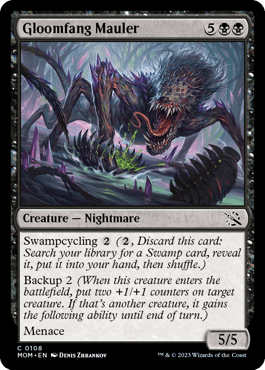 Gloomfang Mauler 5
Creature — Nightmare
Swampcycling 2 (2, Discard this card:
Search your library for a Swamp card, reveal
it, put it into your hand, then shuffle.)
Backup 2 (When this creature enters the
battlefield, put two +1/+1 counters on target
creature. If that's another creature, it gains
the following ability until end of turn.)
Menace
5/5
C 0108
MOM • EN DENIS ZHBANKOV
™ & © 2023 Wizards of the Coast